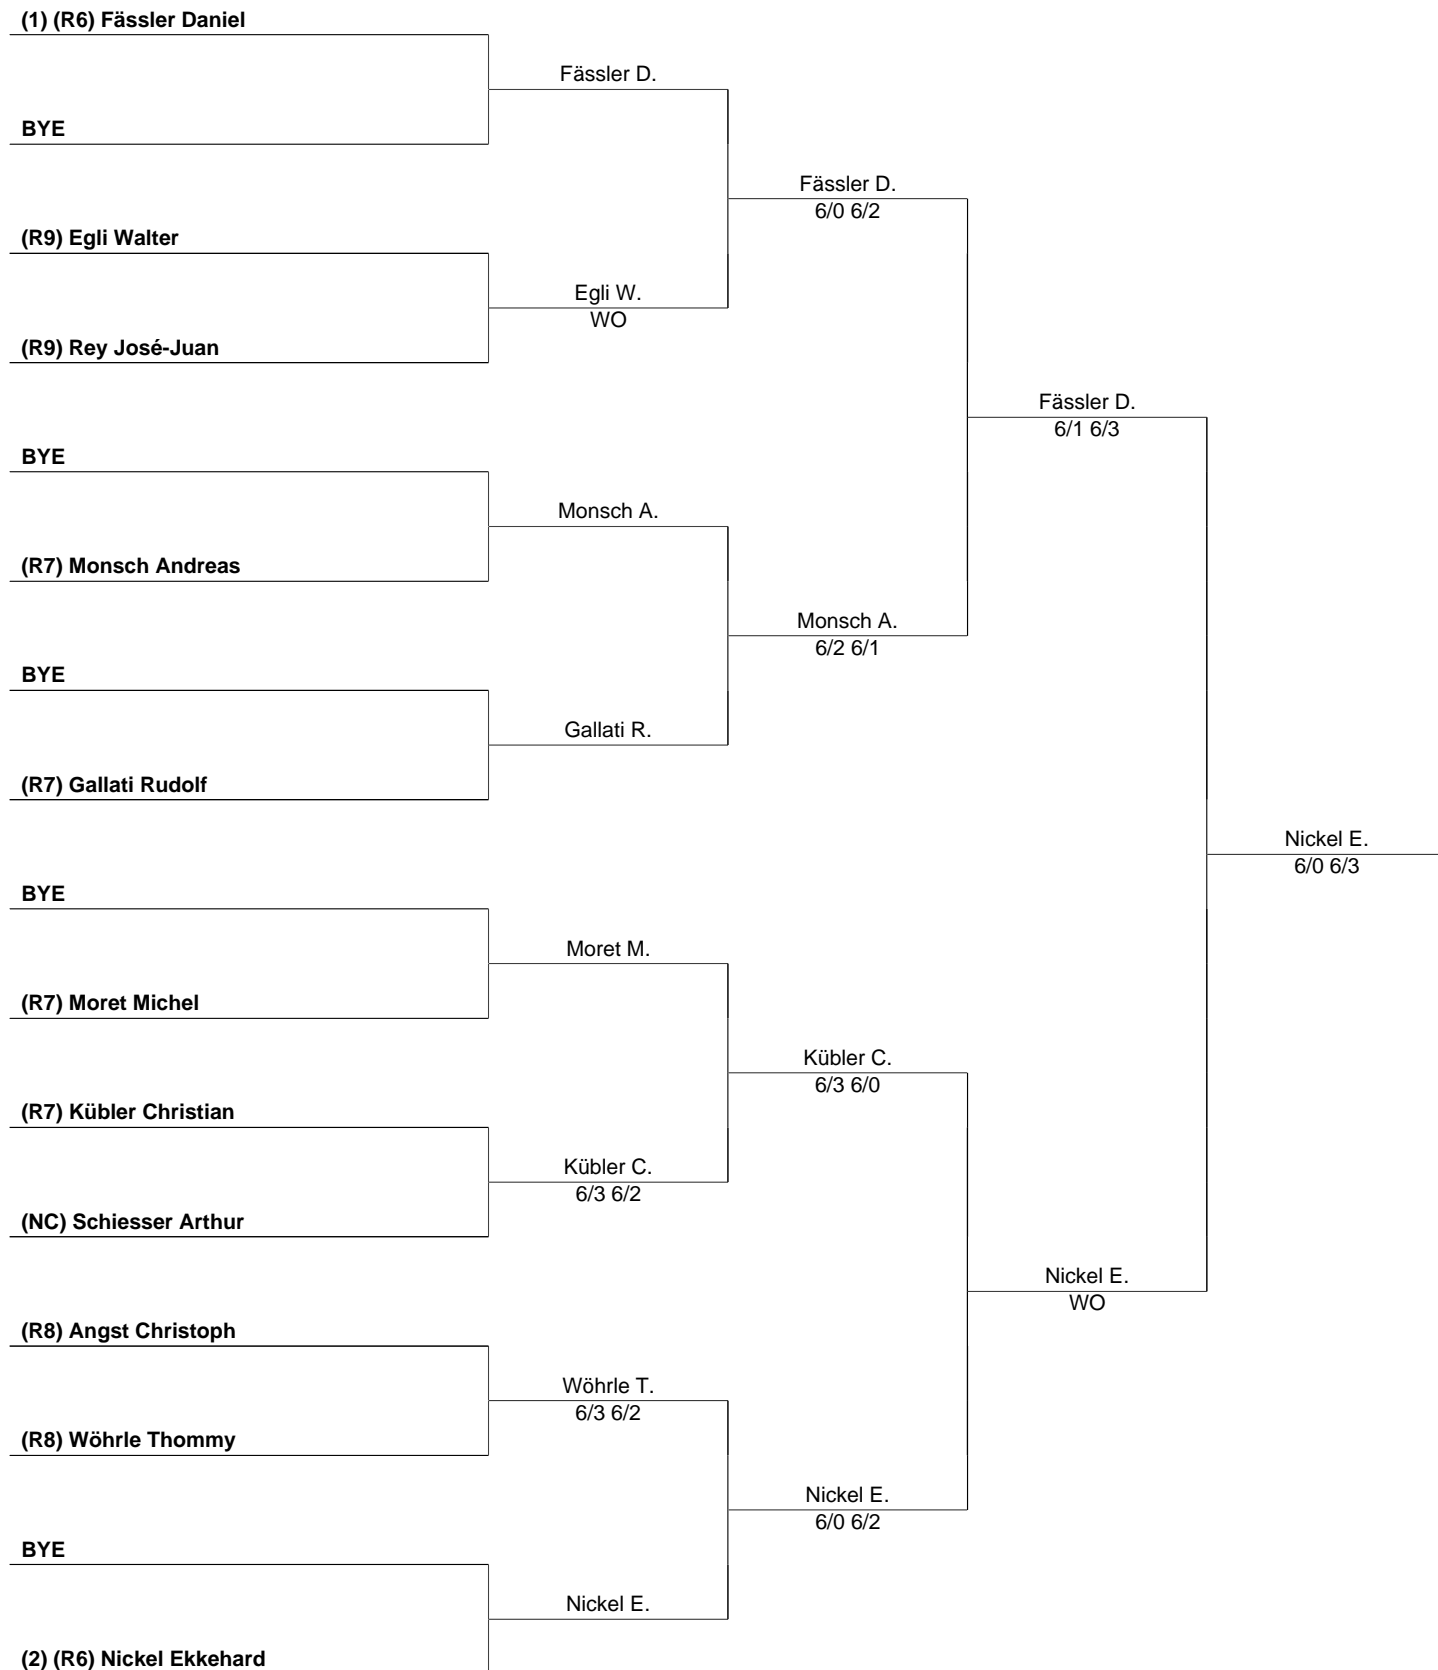 (1) (R6) Fässler Daniel
Fässler D.
BYE
Fässler D.
6/0 6/2
(R9) Egli Walter
Egli W.
WO
(R9) Rey José-Juan
Fässler D.
6/1 6/3
BYE
Monsch A.
(R7) Monsch Andreas
Monsch A.
6/2 6/1
BYE
Gallati R.
(R7) Gallati Rudolf
Nickel E.
6/0 6/3
BYE
Moret M.
(R7) Moret Michel
Kübler C.
6/3 6/0
(R7) Kübler Christian
Kübler C.
6/3 6/2
(NC) Schiesser Arthur
Nickel E.
WO
(R8) Angst Christoph
Wöhrle T.
6/3 6/2
(R8) Wöhrle Thommy
Nickel E.
6/0 6/2
BYE
Nickel E.
(2) (R6) Nickel Ekkehard